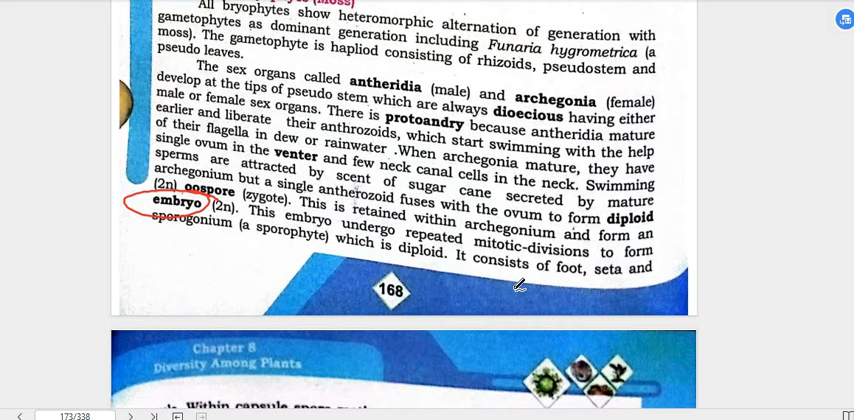 (moss)
All bryophytes show heteromorphic alternation of generation with
gametophytes as dominant generation including Funaria hygrometrica (a
moss). The gametophyte is hapliod consisting of rhizoids, pseudostem and
pseudo leaves.
The sex organs called antheridia (male) and archegonia (female)
develop at the tips of pseudo stem which are always dioecious having either
male or female sex organs. There is protoandry because antheridia mature
earlier and liberate their anthrozoids, which start swimming with the help
of their flagella in dew or rainwater .When archegonia mature, they have
single ovum in the venter and few neck canal cells in the neck. Swimming
sperms are attracted by scent of sugar cane secreted by mature
archegonium but a single antherozoid fuses with the ovum to form diploid
(2n) oospore (zygote). This is retained within archegonium and form an
embryo (2n). This embryo undergo repeated mitotic-divisions to form
sporogonium (a sporophyte) which is diploid. It consists of foot, seta and
168
Chapter 8
Diversity Among Plants
Within capsule
173/338